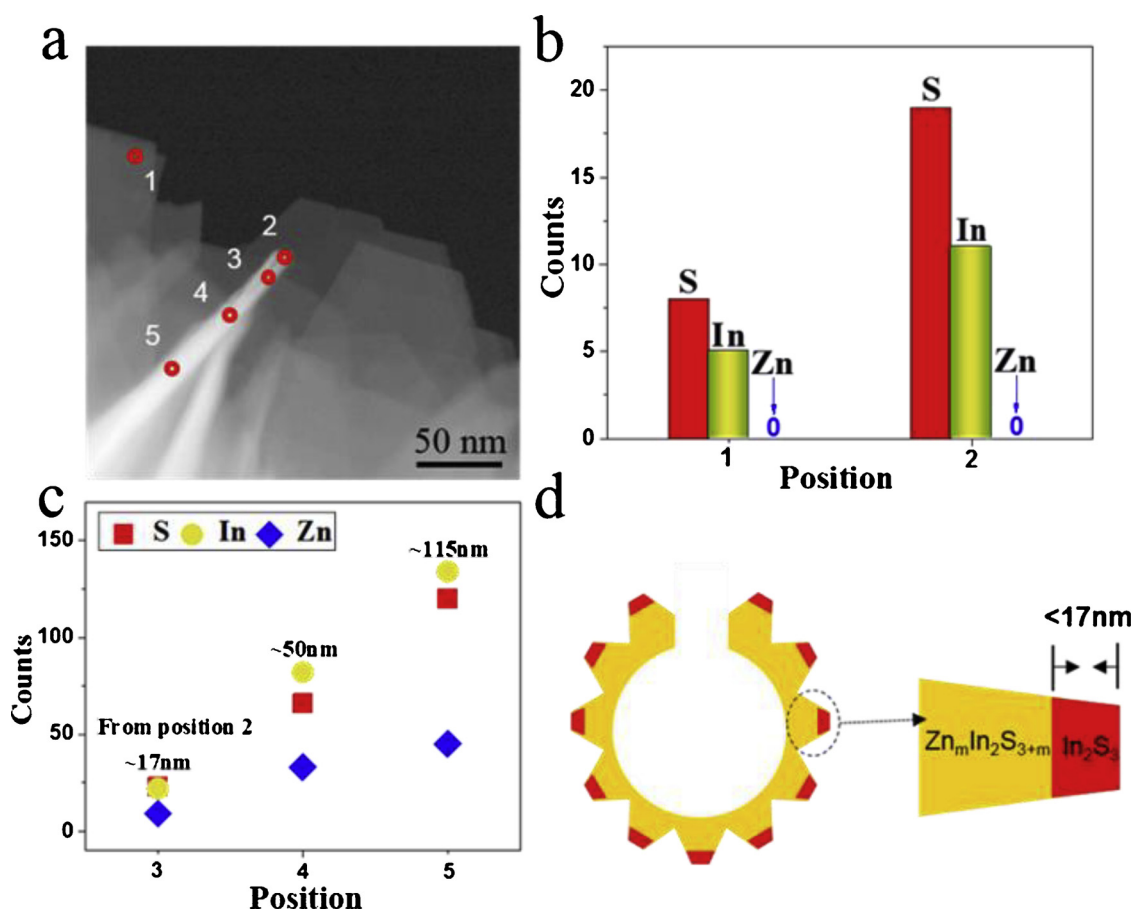 a
1
2
3
4
5
50 nm
b
Counts
20
15
10
5
0
S
In
Zn
0
S
In
Zn
0
1
2
Position
c
S In Zn
Counts
150
100
50
0
From position 2
~17nm
~50nm
~115nm
3
4
5
Position
d
<17nm
ZnmIn2S3+m
In2S3